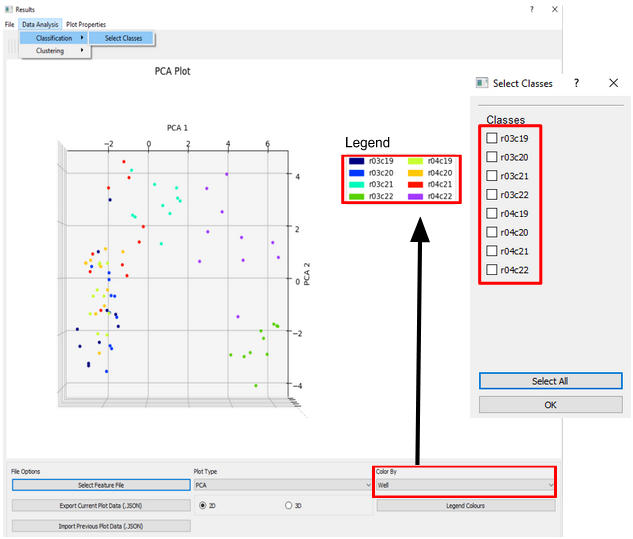 Results
?
File Data Analysis Plot Properties
Classification Select Classes
Clustering
PCA Plot
PCA 1
−2 0 2 4 6
4
2
0
−2
−4
PCA 2
Legend
r03c19 r04c19
r03c20 r04c20
r03c21 r04c21
r03c22 r04c22
Select Classes ?
Classes
r03c19
r03c20
r03c21
r03c22
r04c19
r04c20
r04c21
r04c22
Select All
OK
File Options Plot Type Color By
Select Feature File PCA Well
Export Current Plot Data (.JSON) 2D 3D Legend Colours
Import Previous Plot Data (.JSON)